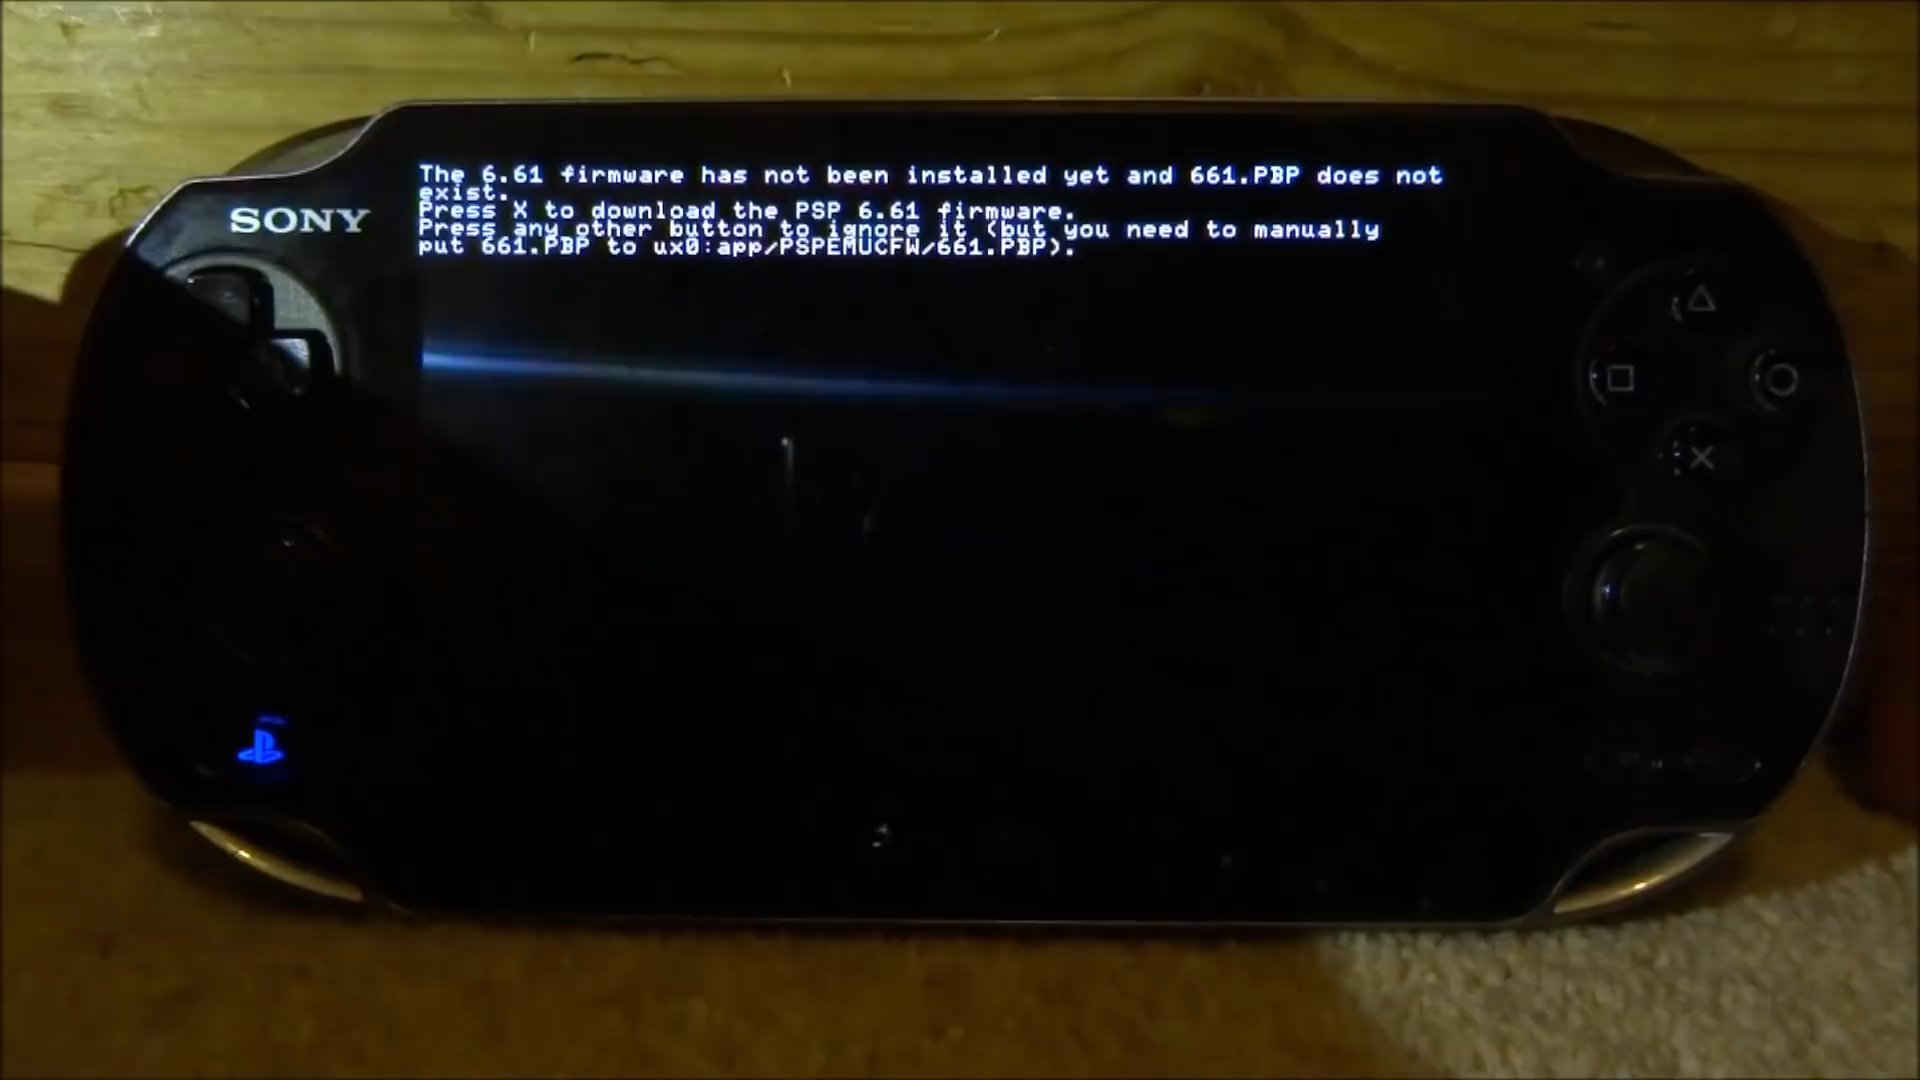 The 6.61 firmware has not been installed yet and 661.PBP does not
exist.
Press X to download the PSP 6.61 firmware.
Press any other button to ignore it (but you need to manually
put 661.PBP to ux0:app/PSPEMUCFW/661.PBP).
SONY